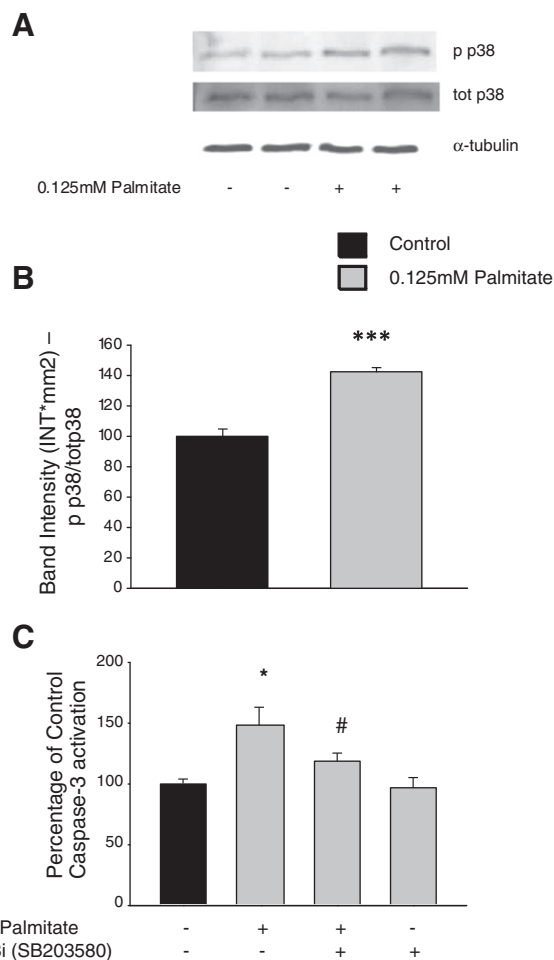 A
p p38
tot p38
α-tubulin
0.125mM Palmitate - - + +
Control
0.125mM Palmitate
B
Band Intensity (INT*mm2) –
p p38/totp38
160
140
120
100
80
60
40
20
0
***
C
Percentage of Control
Caspase-3 activation
200
150
100
50
0
*
#
Palmitate - + + -
i (SB203580) - - + +